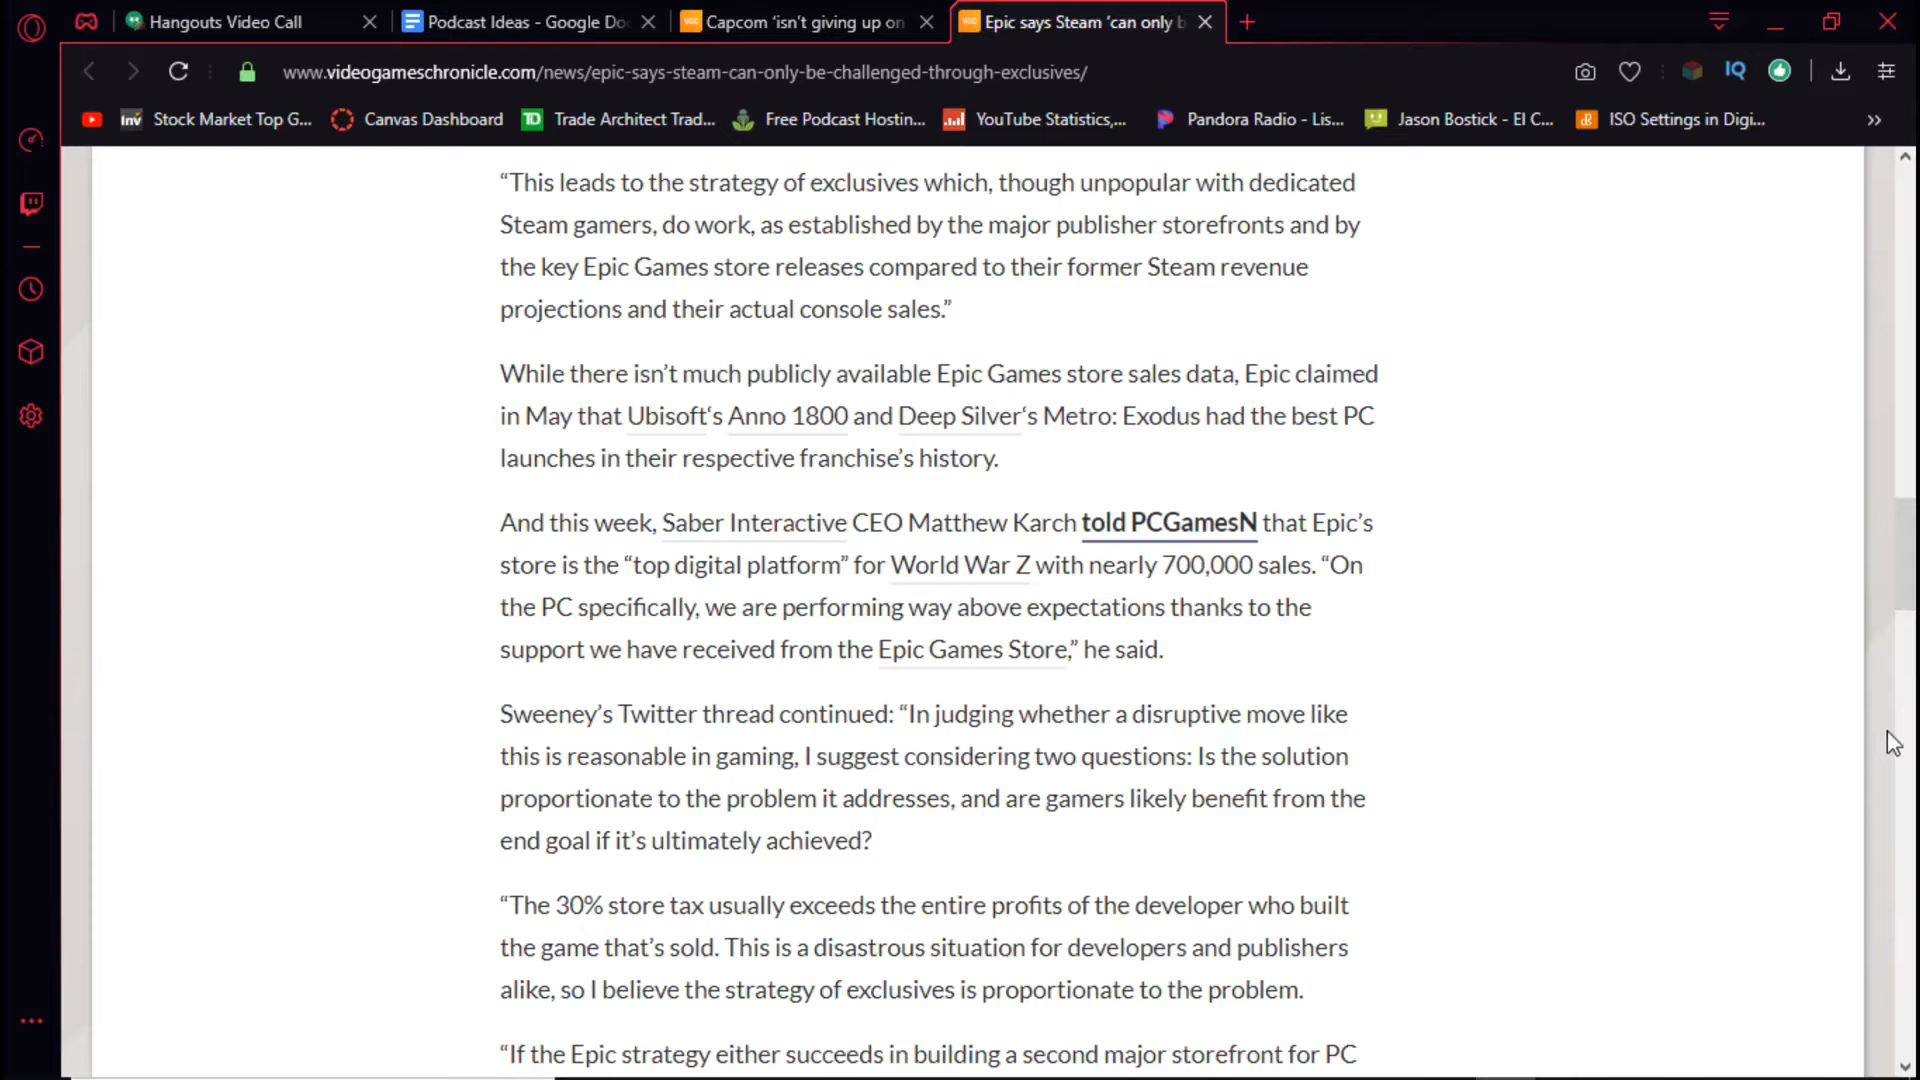 Hangouts Video Call
Podcast Ideas - Google Do
Capcom ‘isn’t giving up on
Epic says Steam ‘can only b
www.videogameschronicle.com/news/epic-says-steam-can-only-be-challenged-through-exclusives/
IQ
Inv Stock Market Top G...
Canvas Dashboard
TD Trade Architect Trad...
Free Podcast Hostin...
YouTube Statistics,...
Pandora Radio - Lis...
Jason Bostick - El C...
ISO Settings in Digi...
“This leads to the strategy of exclusives which, though unpopular with dedicated
Steam gamers, do work, as established by the major publisher storefronts and by
the key Epic Games store releases compared to their former Steam revenue
projections and their actual console sales.”
While there isn’t much publicly available Epic Games store sales data, Epic claimed
in May that Ubisoft‘s Anno 1800 and Deep Silver‘s Metro: Exodus had the best PC
launches in their respective franchise’s history.
And this week, Saber Interactive CEO Matthew Karch told PCGamesN that Epic’s
store is the “top digital platform” for World War Z with nearly 700,000 sales. “On
the PC specifically, we are performing way above expectations thanks to the
support we have received from the Epic Games Store,” he said.
Sweeney’s Twitter thread continued: “In judging whether a disruptive move like
this is reasonable in gaming, I suggest considering two questions: Is the solution
proportionate to the problem it addresses, and are gamers likely benefit from the
end goal if it’s ultimately achieved?
“The 30% store tax usually exceeds the entire profits of the developer who built
the game that’s sold. This is a disastrous situation for developers and publishers
alike, so I believe the strategy of exclusives is proportionate to the problem.
“If the Epic strategy either succeeds in building a second major storefront for PC